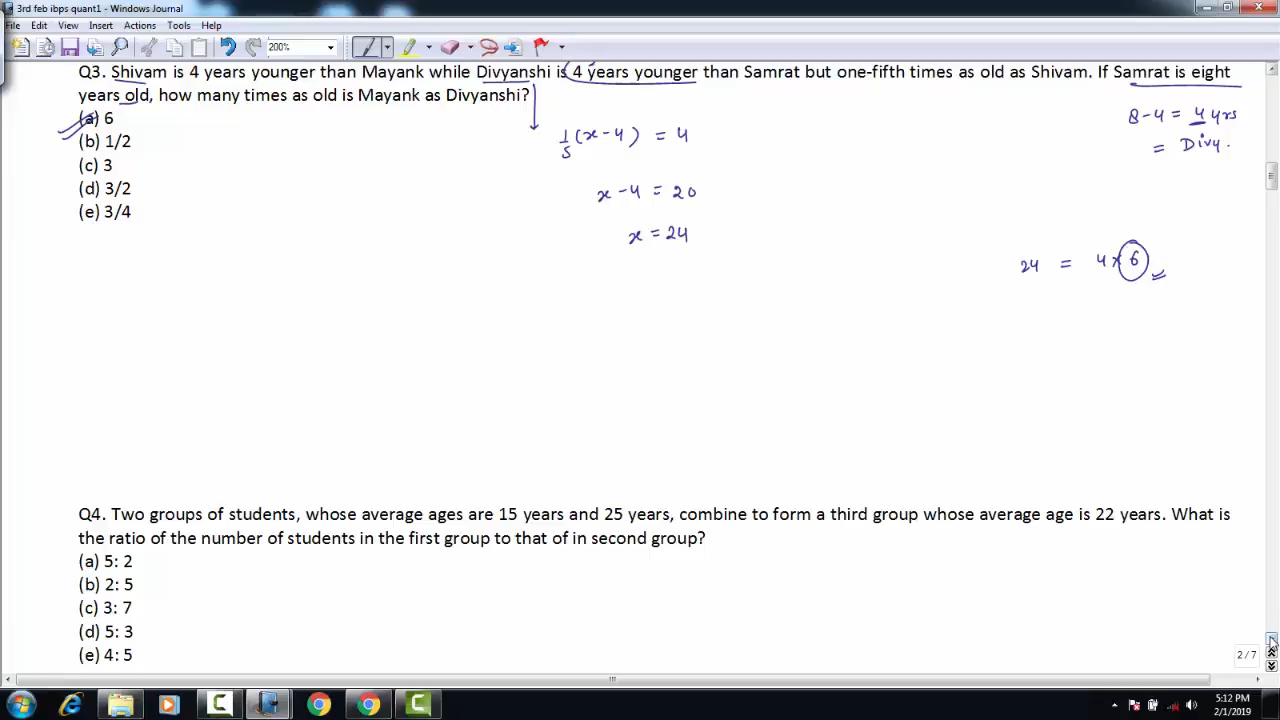 3rd feb ibps quant1 - Windows Journal
File Edit View Insert Actions Tools Help
200%
Q3. Shivam is 4 years younger than Mayank while Divyanshi is 4 years younger than Samrat but one-fifth times as old as Shivam. If Samrat is eight
years old, how many times as old is Mayank as Divyanshi?
(a) 6
(b) 1/2
(c) 3
(d) 3/2
(e) 3/4
1/5 (x-4) = 4
x-4 = 20
x = 24
8-4 = 4 yrs
= Divy.
24 = 4x6
Q4. Two groups of students, whose average ages are 15 years and 25 years, combine to form a third group whose average age is 22 years. What is
the ratio of the number of students in the first group to that of in second group?
(a) 5: 2
(b) 2: 5
(c) 3: 7
(d) 5: 3
(e) 4: 5
2 / 7
5:12 PM
2/1/2019